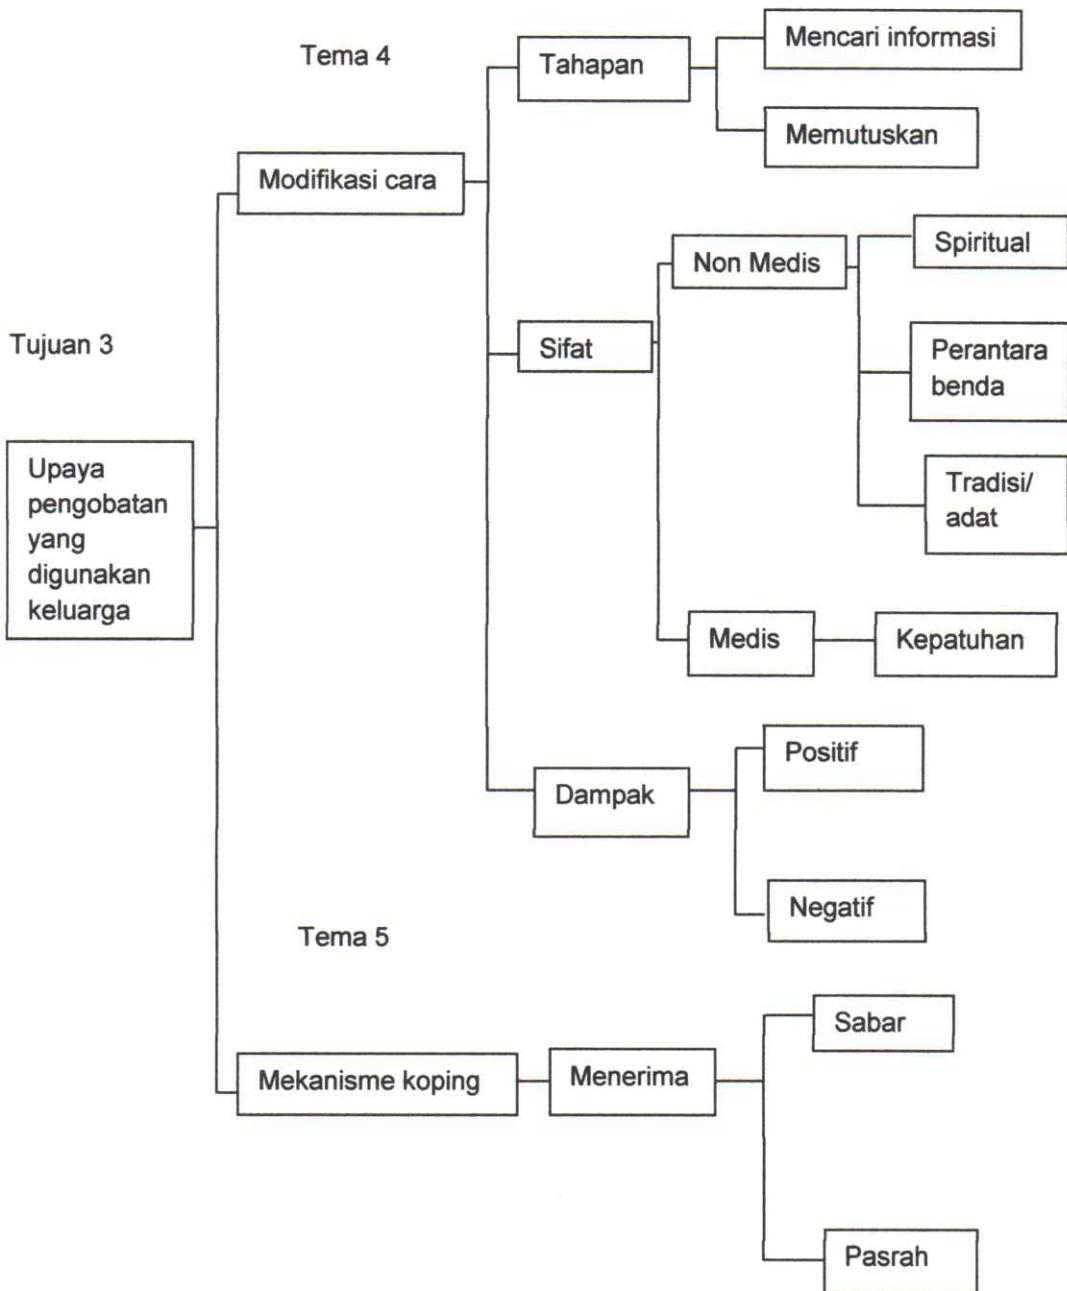 Tema 4
Tahapan
Mencari informasi
Memutuskan
Modifikasi cara
Non Medis
Spiritual
Sifat
Perantara
benda
Tradisi/
adat
Tujuan 3
Upaya
pengobatan
yang
digunakan
keluarga
Medis
Kepatuhan
Dampak
Positif
Negatif
Tema 5
Mekanisme koping
Menerima
Sabar
Pasrah